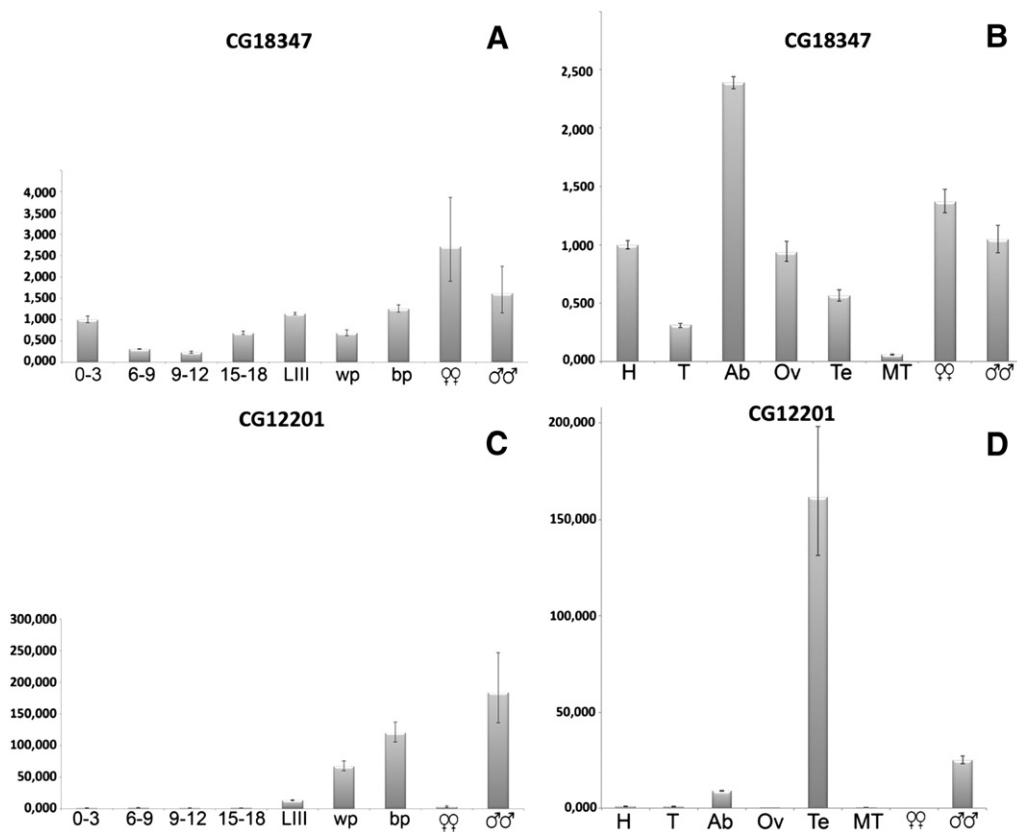 CG18347
A
4,000
3,500
3,000
2,500
2,000
1,500
1,000
0,500
0,000
0-3 6-9 9-12 15-18 LIII wp bp ♀♀ ♂♂
CG18347
B
2,500
2,000
1,500
1,000
0,500
0,000
H T Ab Ov Te MT ♀♀ ♂♂
CG12201
C
300,000
250,000
200,000
150,000
100,000
50,000
0,000
0-3 6-9 9-12 15-18 LIII wp bp ♀♀ ♂♂
CG12201
D
200,000
150,000
100,000
50,000
0,000
H T Ab Ov Te MT ♀♀ ♂♂